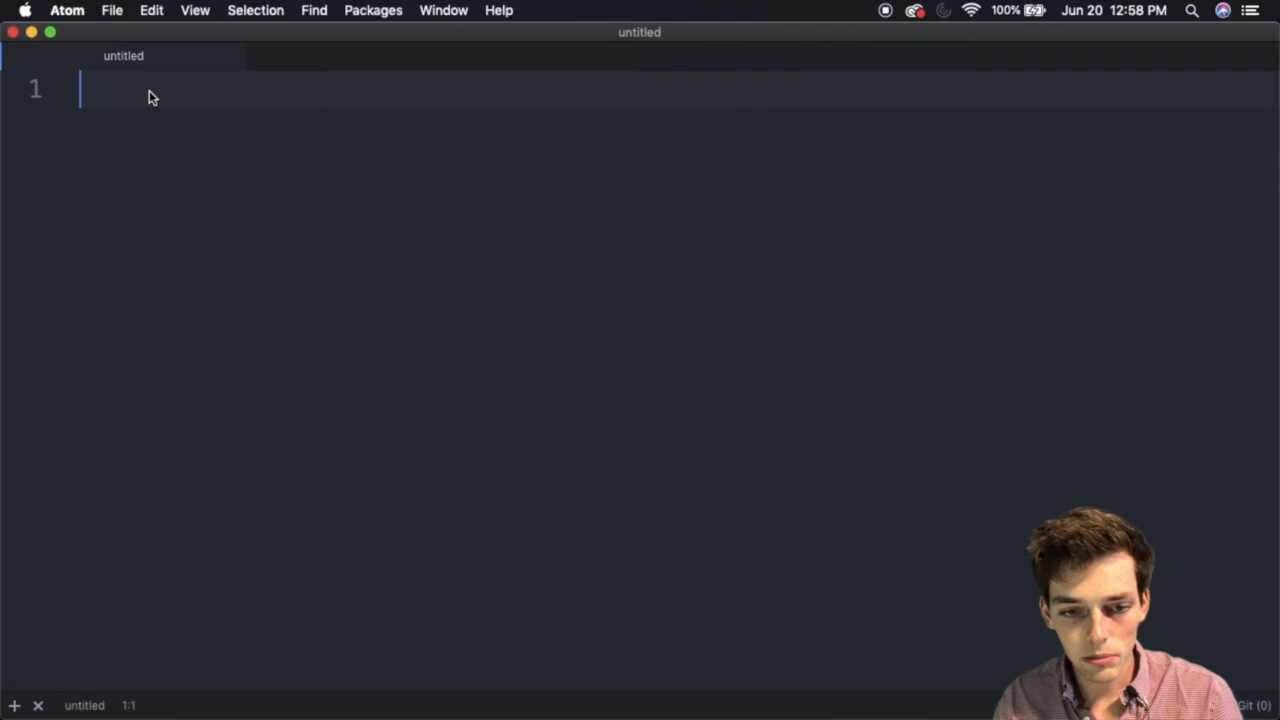 Atom File Edit View Selection Find Packages Window Help 100% Jun 20 12:58 PM
untitled
untitled
1
untitled 1:1 Git (0)